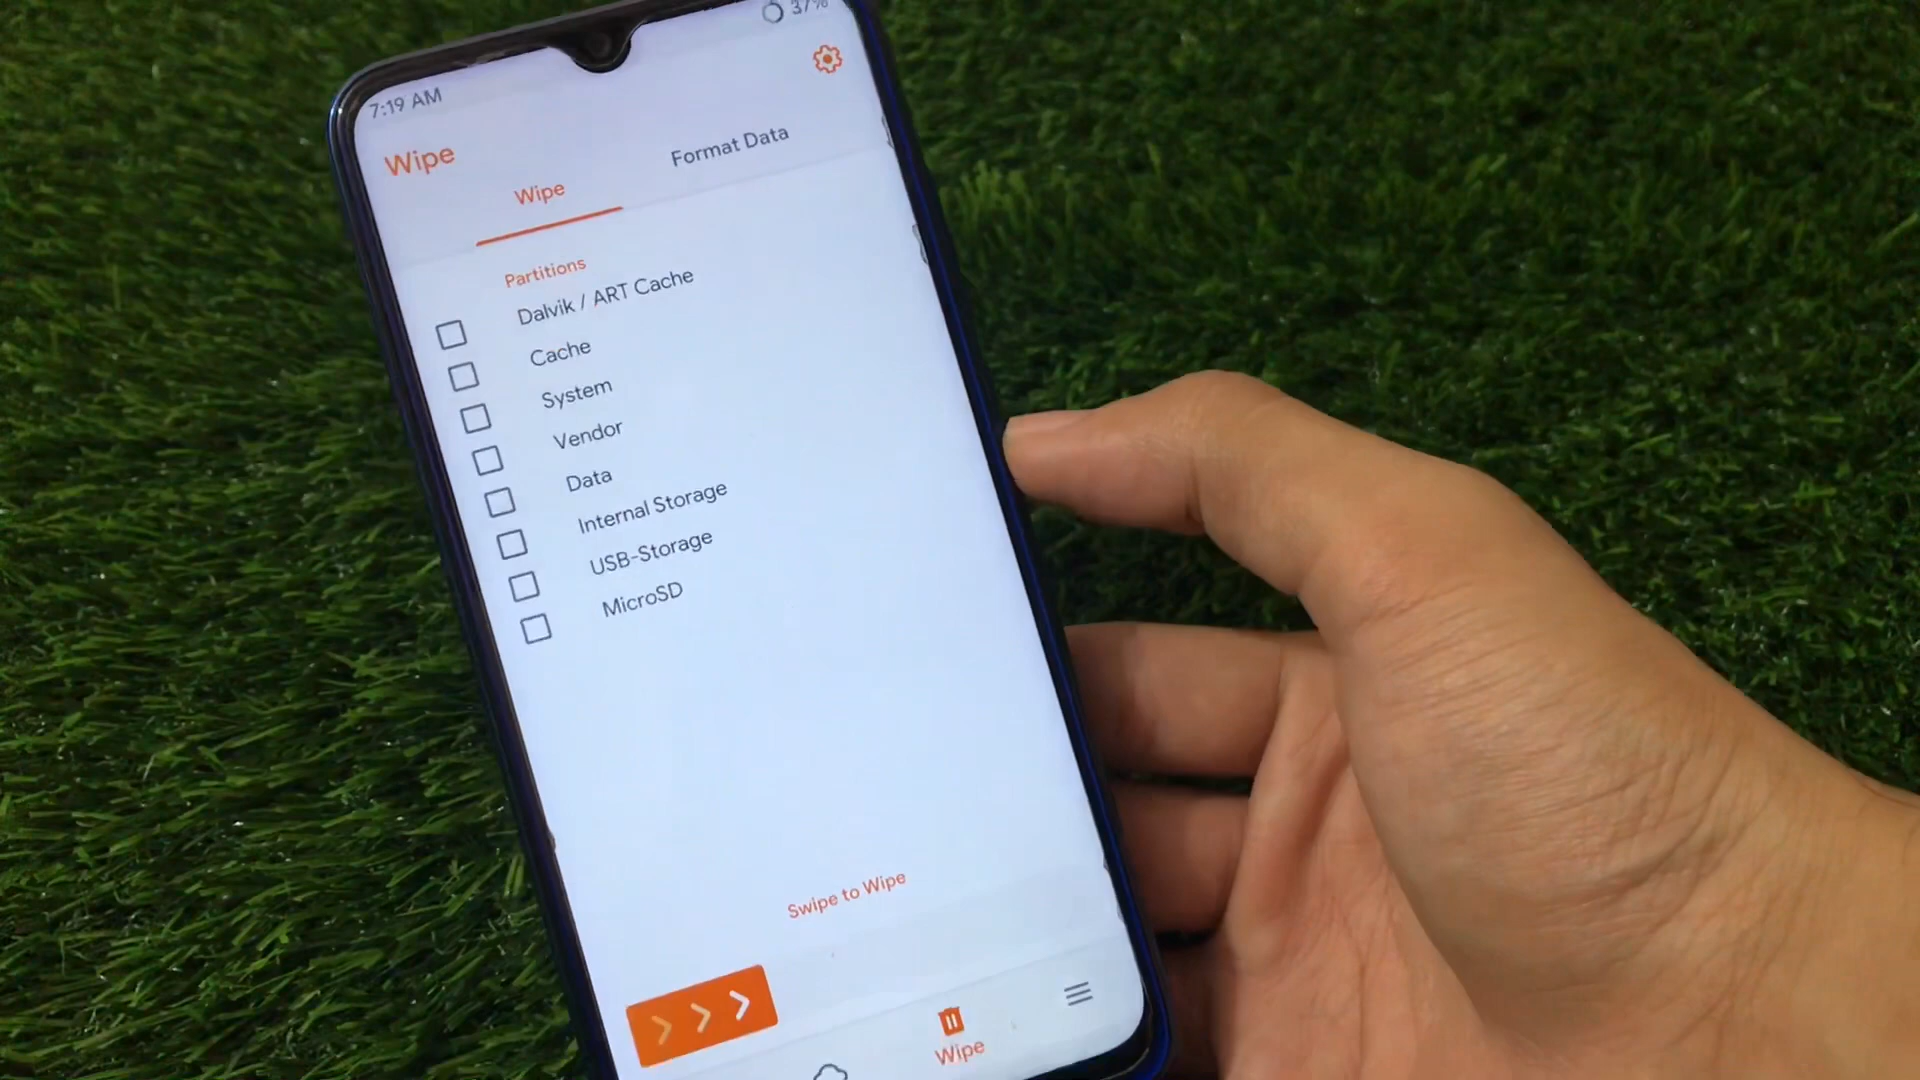 7:19 AM
37%
Wipe
Wipe
Format Data
Partitions
Dalvik / ART Cache
Cache
System
Vendor
Data
Internal Storage
USB-Storage
MicroSD
Swipe to Wipe
Wipe